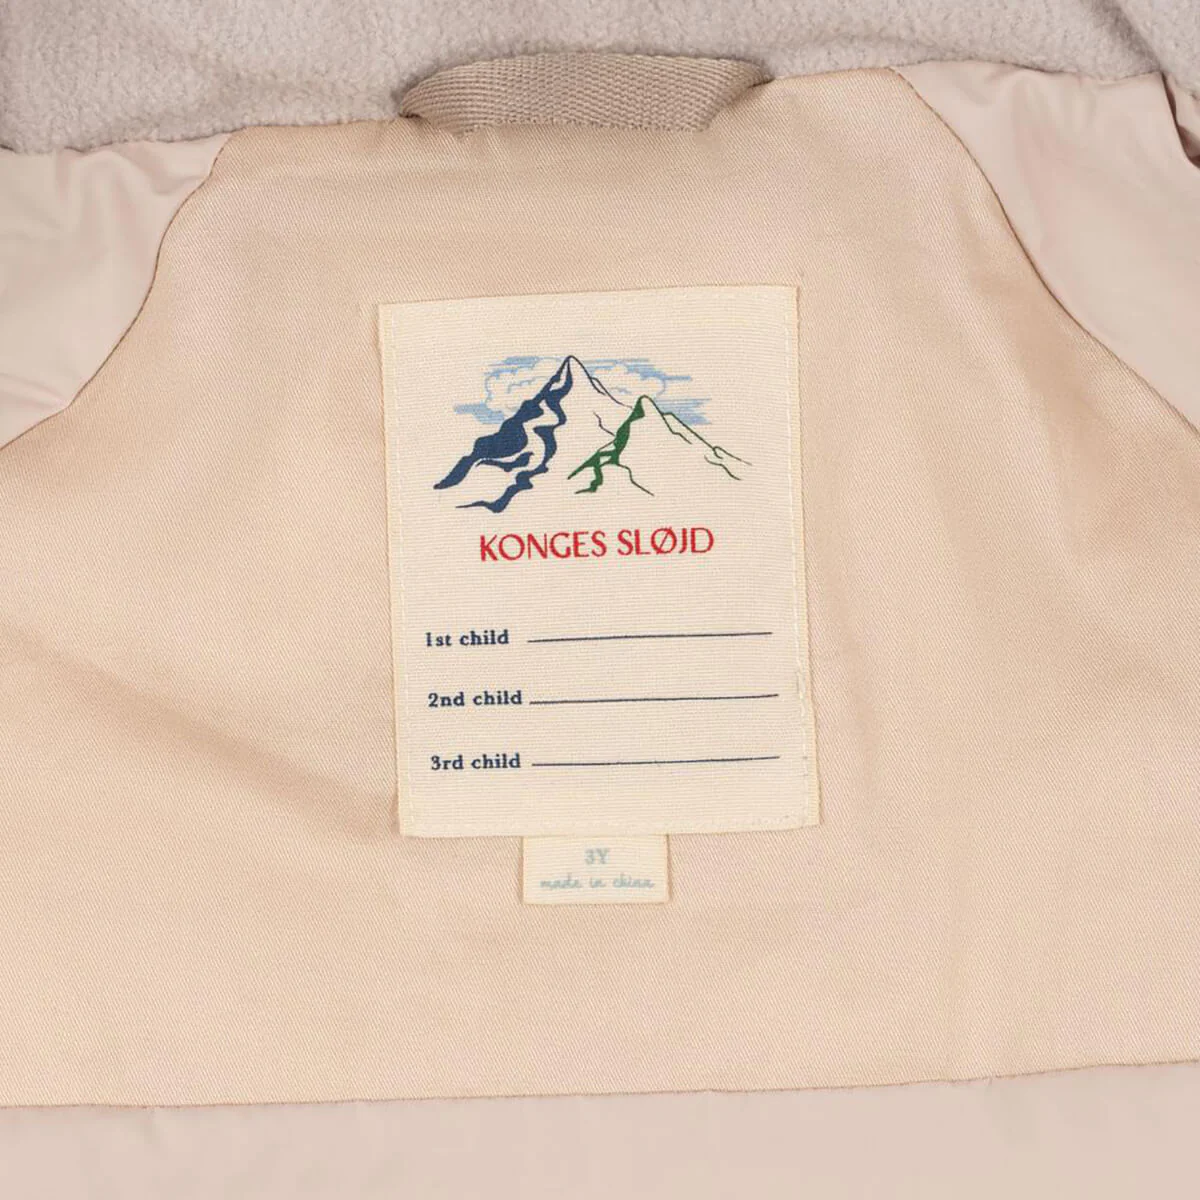 KONGES SLØJD
1st child
2nd child
3rd child
3Y
made in china